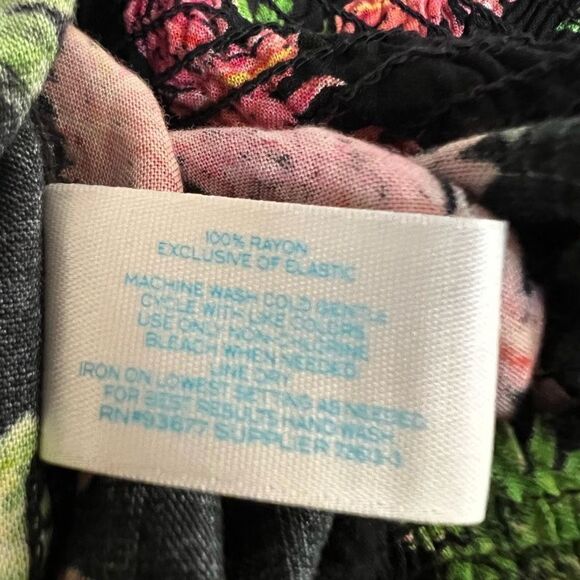 100% RAYON
EXCLUSIVE OF ELASTIC
MACHINE WASH COLD GENTLE
CYCLE WITH LIKE COLORS
USE ONLY NON-CHLORINE
BLEACH WHEN NEEDED
LINE DRY
IRON ON LOWEST SETTING AS NEEDED
FOR BEST RESULTS HAND WASH
RN#93677 SUPPLIER